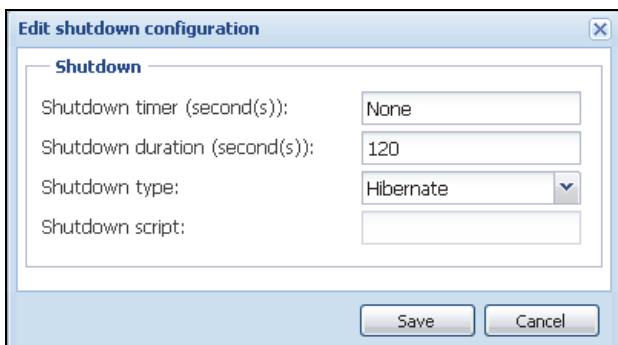 Edit shutdown configuration
Shutdown
Shutdown timer (second(s)): None
Shutdown duration (second(s)): 120
Shutdown type: Hibernate
Shutdown script:
Save Cancel